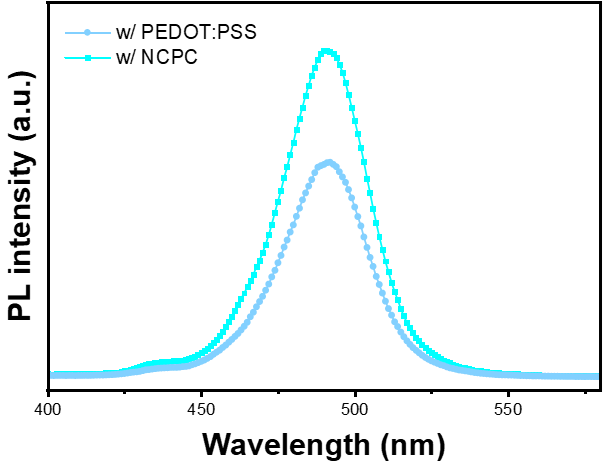 w/ PEDOT:PSS
w/ NCPC
PL intensity (a.u.)
400
450
500
550
Wavelength (nm)